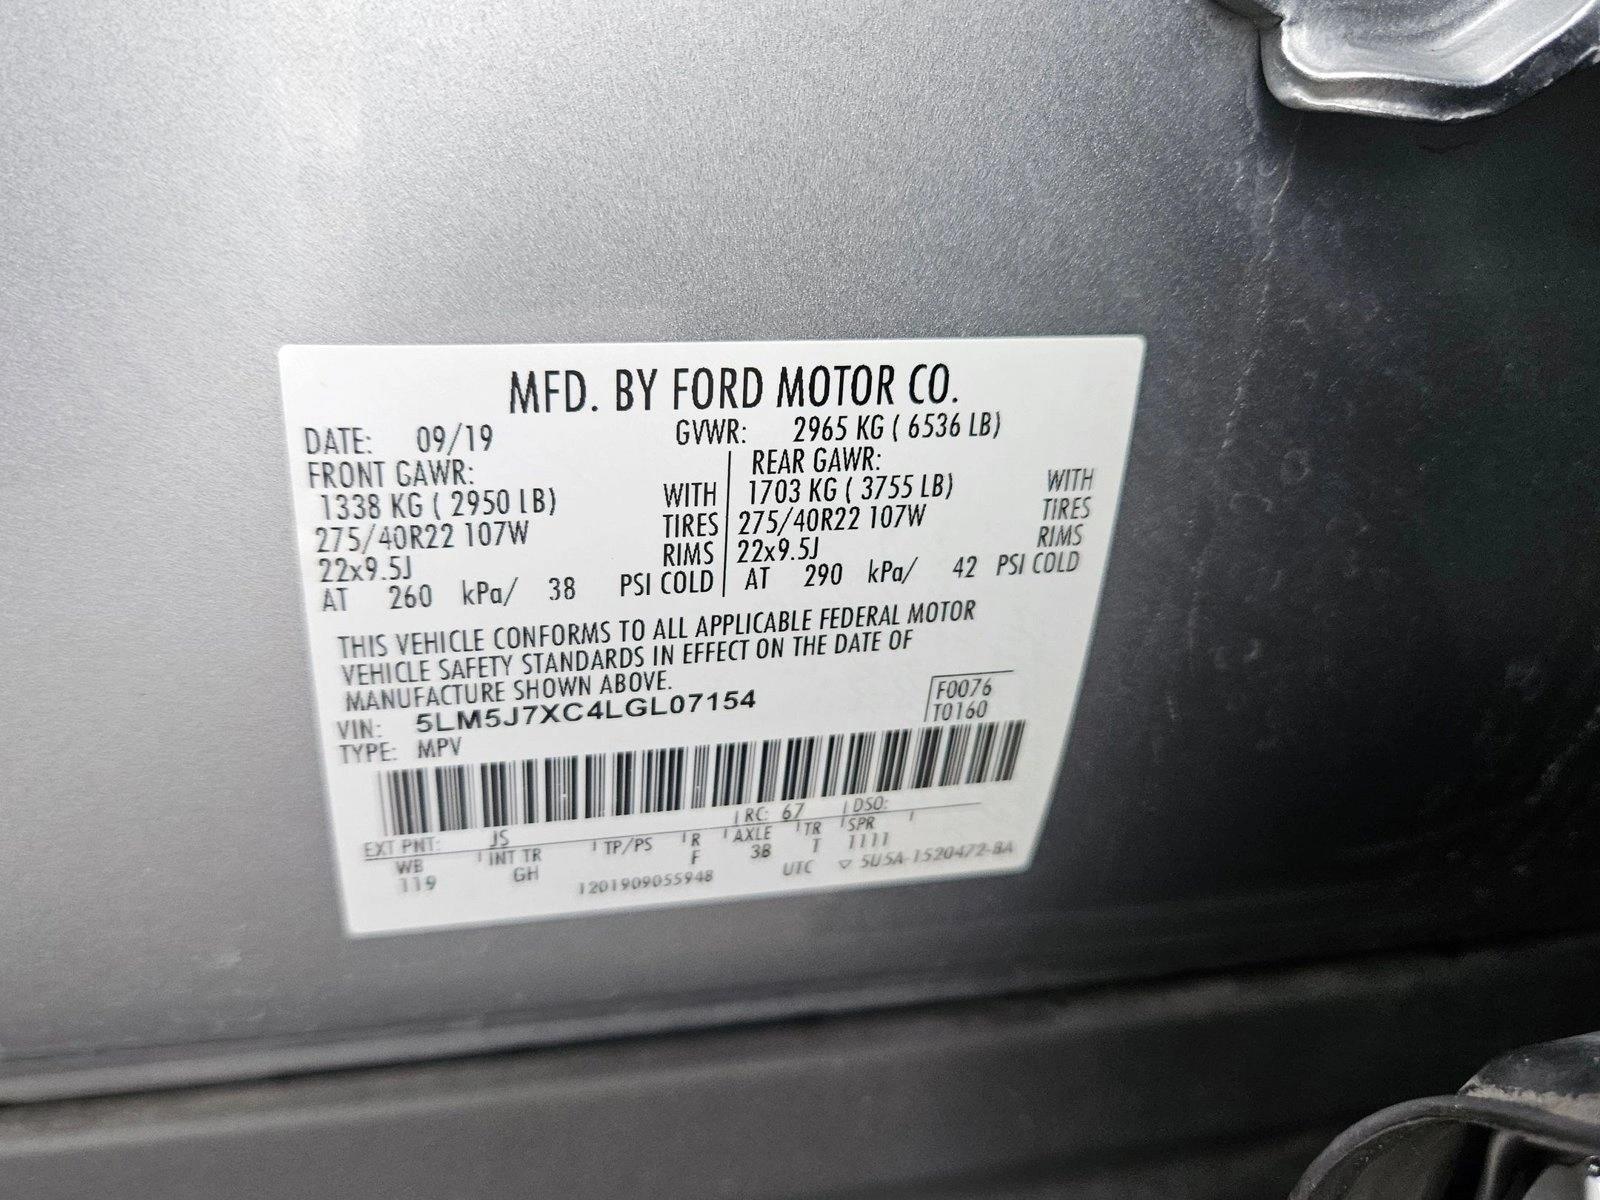 MFD. BY FORD MOTOR CO.
DATE: 09/19 GVWR: 2965 KG ( 6536 LB)
FRONT GAWR: REAR GAWR:
1338 KG ( 2950 LB) WITH 1703 KG ( 3755 LB) WITH
275/40R22 107W TIRES 275/40R22 107W TIRES
22x9.5J RIMS 22x9.5J RIMS
AT 260 kPa/ 38 PSI COLD AT 290 kPa/ 42 PSI COLD
THIS VEHICLE CONFORMS TO ALL APPLICABLE FEDERAL MOTOR
VEHICLE SAFETY STANDARDS IN EFFECT ON THE DATE OF
MANUFACTURE SHOWN ABOVE.
VIN: 5LM5J7XC4LGL07154 F0076
TYPE: MPV T0160
EXT PNT: JS RC: 67 DSO:
WB INT TR TP/PS R AXLE TR SPR
119 GH F 38 T 1111
1201909055948 UTC ▽ 5U5A-1520472-BA